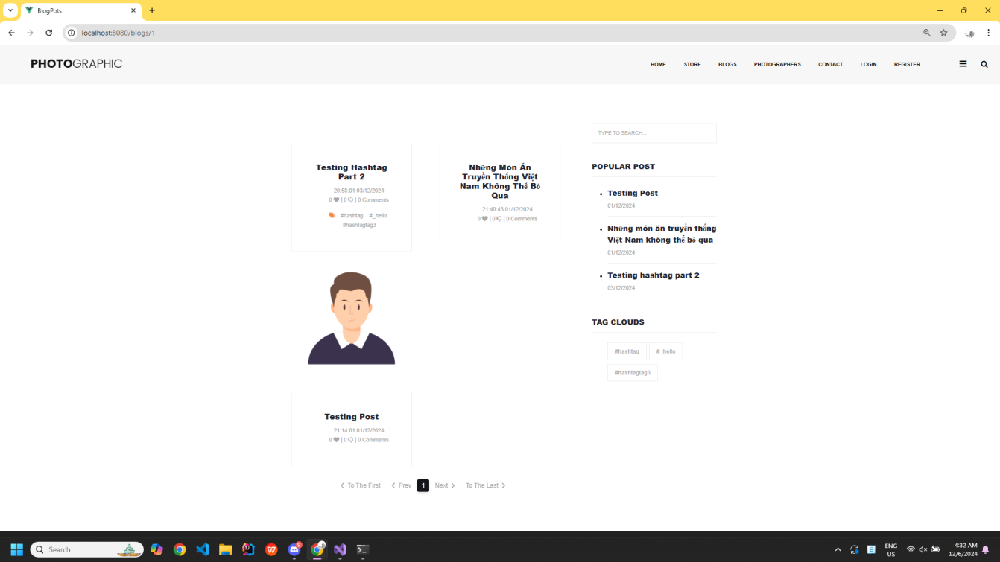 BlogPots
localhost:8080/blogs/1
PHOTOGRAPHIC
HOME STORE BLOGS PHOTOGRAPHERS CONTACT LOGIN REGISTER
Testing Hashtag
Part 2
20:58:01 03/12/2024
0 | 0 | 0 Comments
#hashtag #_hello
#hashtagtag3
Những Món Ăn
Truyền Thống Việt
Nam Không Thể Bỏ
Qua
21:40:43 01/12/2024
0 | 0 | 0 Comments
Testing Post
21:14:01 01/12/2024
0 | 0 | 0 Comments
To The First Prev 1 Next To The Last
TYPE TO SEARCH...
POPULAR POST
Testing Post
01/12/2024
Những món ăn truyền thống
Việt Nam không thể bỏ qua
01/12/2024
Testing hashtag part 2
03/12/2024
TAG CLOUDS
#hashtag #_hello
#hashtagtag3
Search
ENG
US
4:32 AM
12/6/2024